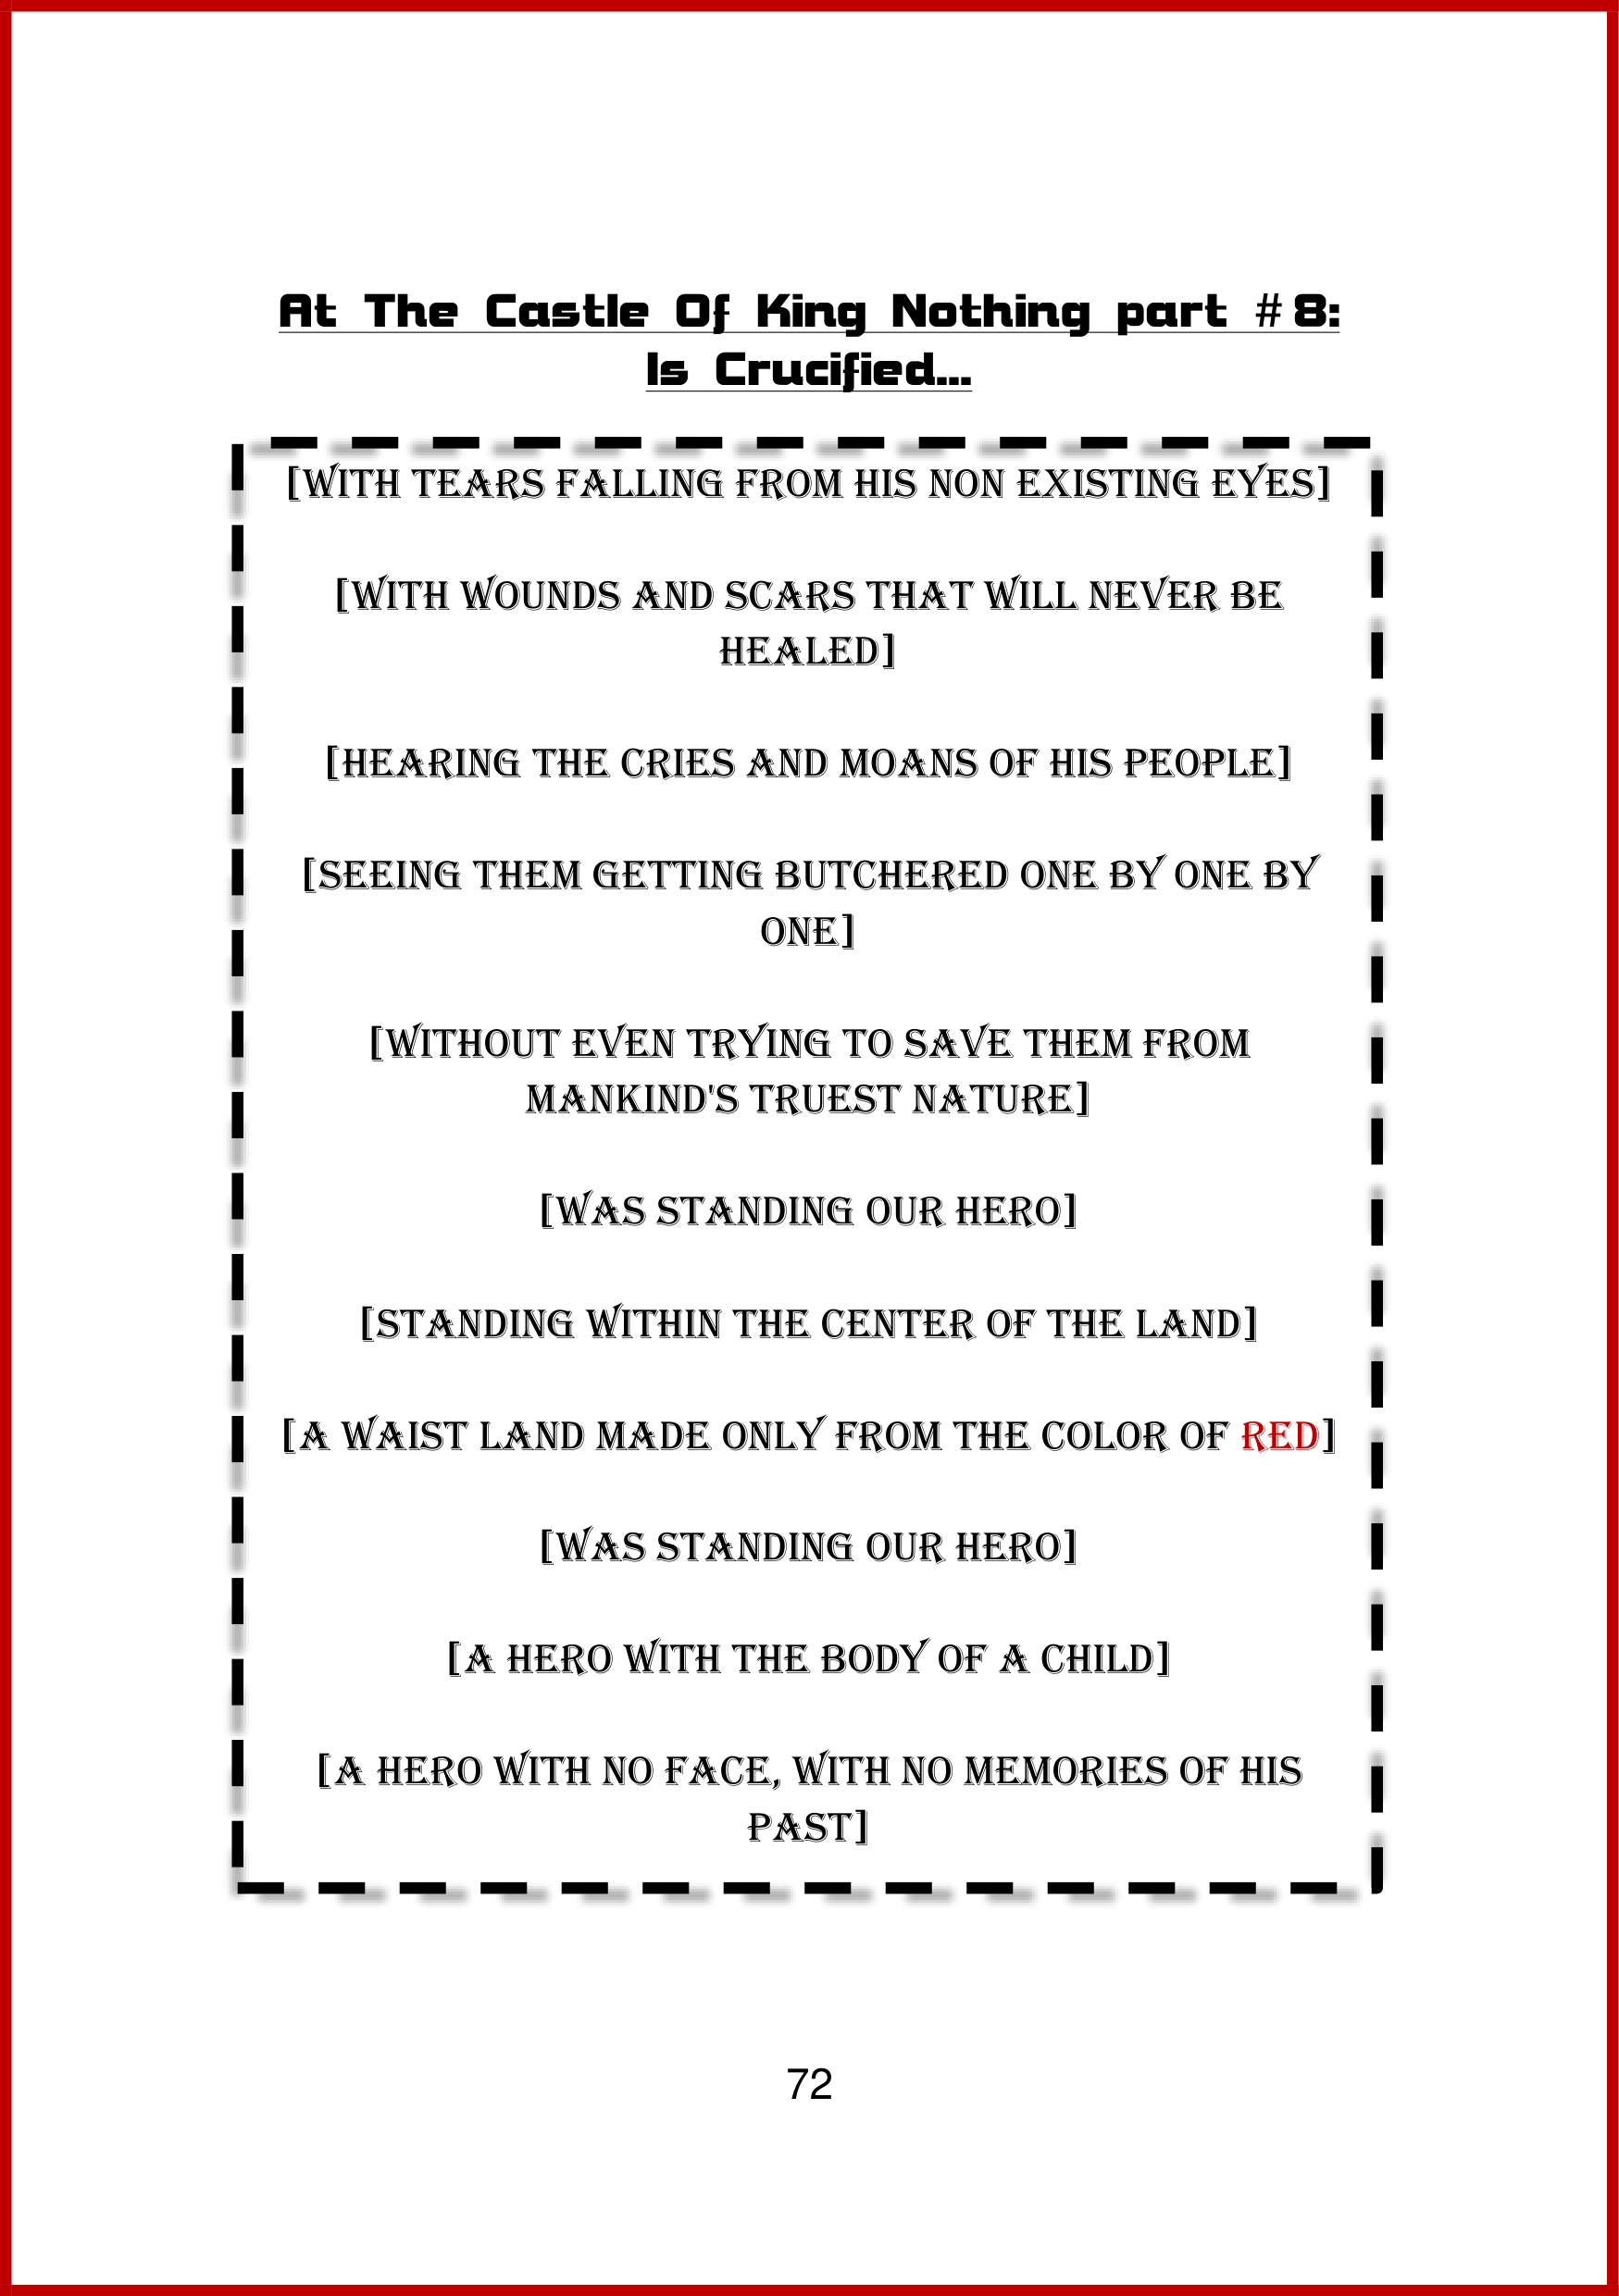 At The Castle Of King Nothing part #8:
Is Crucified...
[WITH TEARS FALLING FROM HIS NON EXISTING EYES]
[WITH WOUNDS AND SCARS THAT WILL NEVER BE
HEALED]
[HEARING THE CRIES AND MOANS OF HIS PEOPLE]
[SEEING THEM GETTING BUTCHERED ONE BY ONE BY
ONE]
[WITHOUT EVEN TRYING TO SAVE THEM FROM
MANKIND'S TRUEST NATURE]
[WAS STANDING OUR HERO]
[STANDING WITHIN THE CENTER OF THE LAND]
[A WAIST LAND MADE ONLY FROM THE COLOR OF RED]
[WAS STANDING OUR HERO]
[A HERO WITH THE BODY OF A CHILD]
[A HERO WITH NO FACE, WITH NO MEMORIES OF HIS
PAST]
72